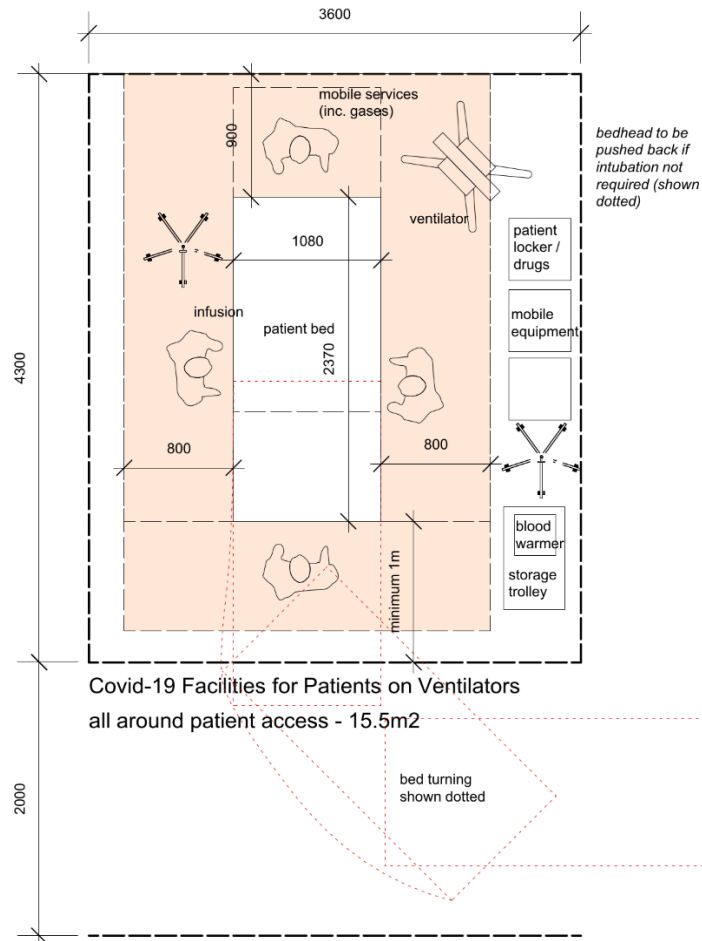 3600
mobile services
(inc. gases)
900
bedhead to be
pushed back if
intubation not
required (shown
dotted)
ventilator
patient
locker /
drugs
1080
infusion
patient bed
mobile
equipment
2370
4300
800
800
blood
warmer
storage
trolley
minimum 1m
Covid-19 Facilities for Patients on Ventilators
all around patient access - 15.5m2
bed turning
shown dotted
2000